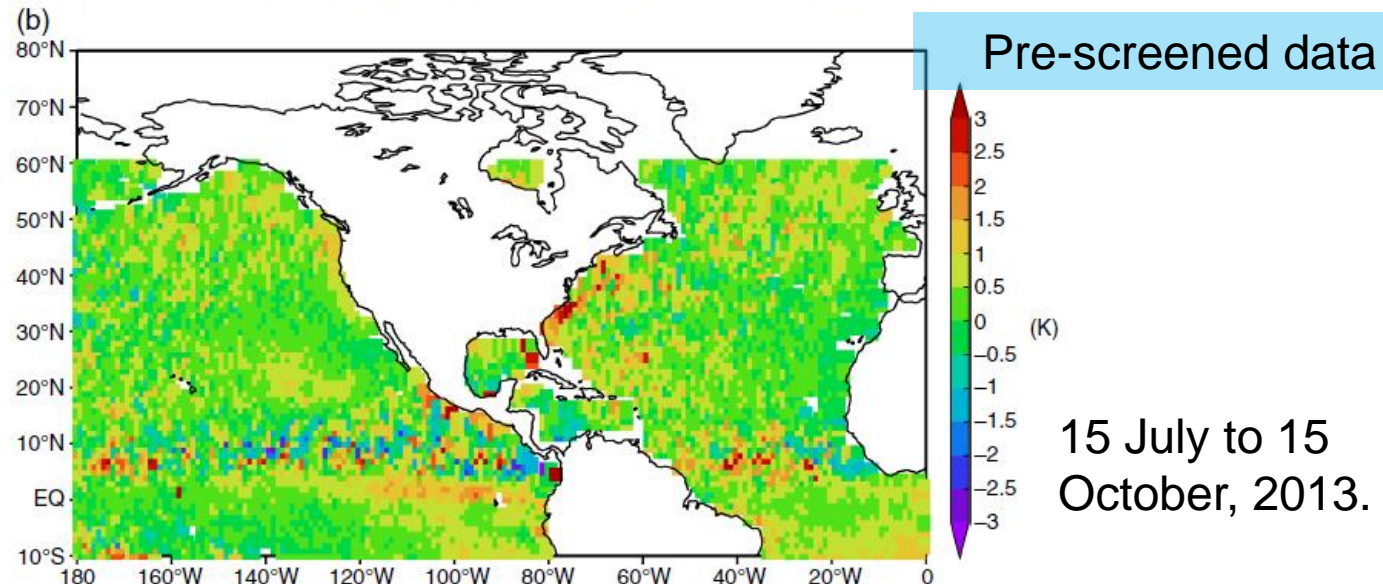 (b)
Pre-screened data
80°N
70°N
60°N
50°N
40°N
30°N
20°N
10°N
EQ
10°S
180 160°W 140°W 120°W 100°W 80°W 60°W 40°W 20°W 0
3
2.5
2
1.5
1
0.5
0
−0.5
−1
−1.5
−2
−2.5
−3
(K)
15 July to 15
October, 2013.